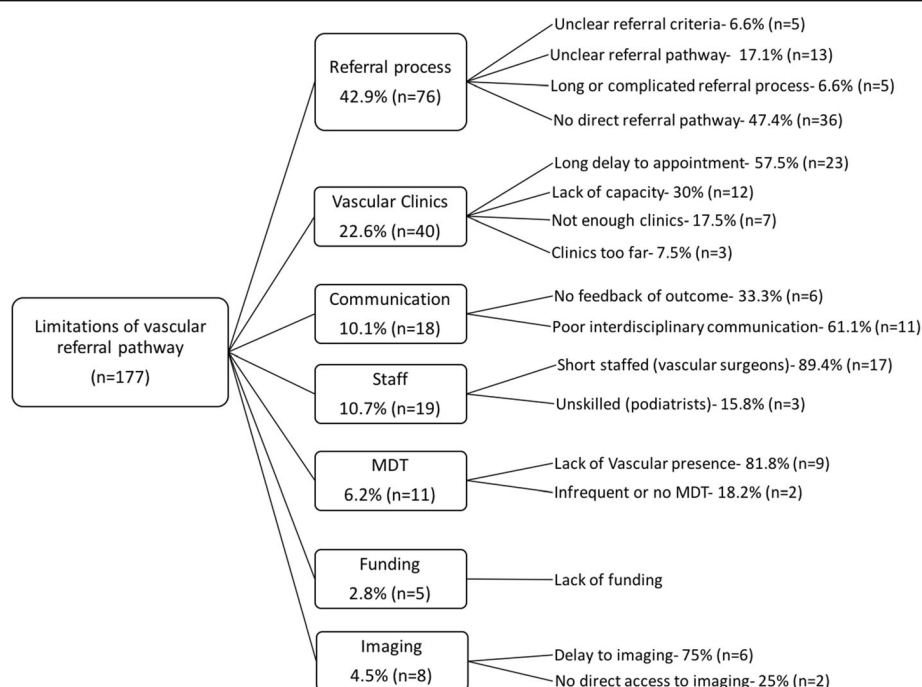 Limitations of vascular
referral pathway
(n=177)
Referral process
42.9% (n=76)
Unclear referral criteria- 6.6% (n=5)
Unclear referral pathway- 17.1% (n=13)
Long or complicated referral process- 6.6% (n=5)
No direct referral pathway- 47.4% (n=36)
Vascular Clinics
22.6% (n=40)
Long delay to appointment- 57.5% (n=23)
Lack of capacity- 30% (n=12)
Not enough clinics- 17.5% (n=7)
Clinics too far- 7.5% (n=3)
Communication
10.1% (n=18)
No feedback of outcome- 33.3% (n=6)
Poor interdisciplinary communication- 61.1% (n=11)
Staff
10.7% (n=19)
Short staffed (vascular surgeons)- 89.4% (n=17)
Unskilled (podiatrists)- 15.8% (n=3)
MDT
6.2% (n=11)
Lack of Vascular presence- 81.8% (n=9)
Infrequent or no MDT- 18.2% (n=2)
Funding
2.8% (n=5)
Lack of funding
Imaging
4.5% (n=8)
Delay to imaging- 75% (n=6)
No direct access to imaging- 25% (n=2)